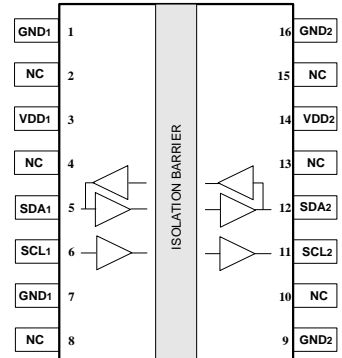 GND1 1 16 GND2
NC 2 15 NC
VDD1 3 14 VDD2
NC 4 13 NC
SDA1 5 12 SDA2
SCL1 6 11 SCL2
GND1 7 10 NC
NC 8 9 GND2
ISOLATION BARRIER